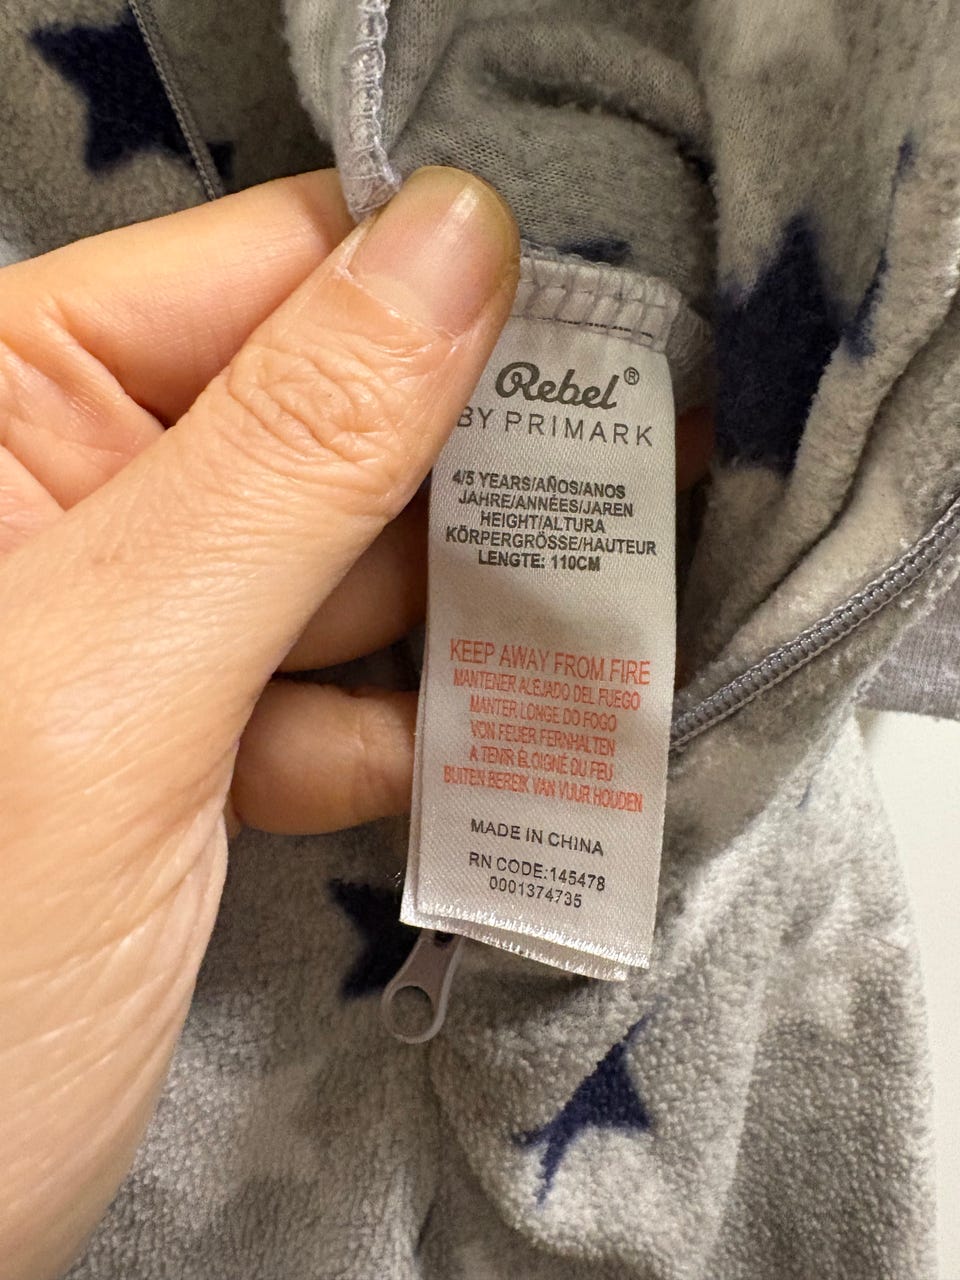 Rebel®
BY PRIMARK
4/5 YEARS/AÑOS/ANOS
JAHRE/ANNÉES/JAREN
HEIGHT/ALTURA
KÖRPERGRÖSSE/HAUTEUR
LENGTE: 110CM
KEEP AWAY FROM FIRE
MANTENER ALEJADO DEL FUEGO
MANTER LONGE DO FOGO
VON FEUER FERNHALTEN
A TENIR ÉLOIGNÉ DU FEU
BUITEN BEREIK VAN VUUR HOUDEN
MADE IN CHINA
RN CODE:145478
0001374735